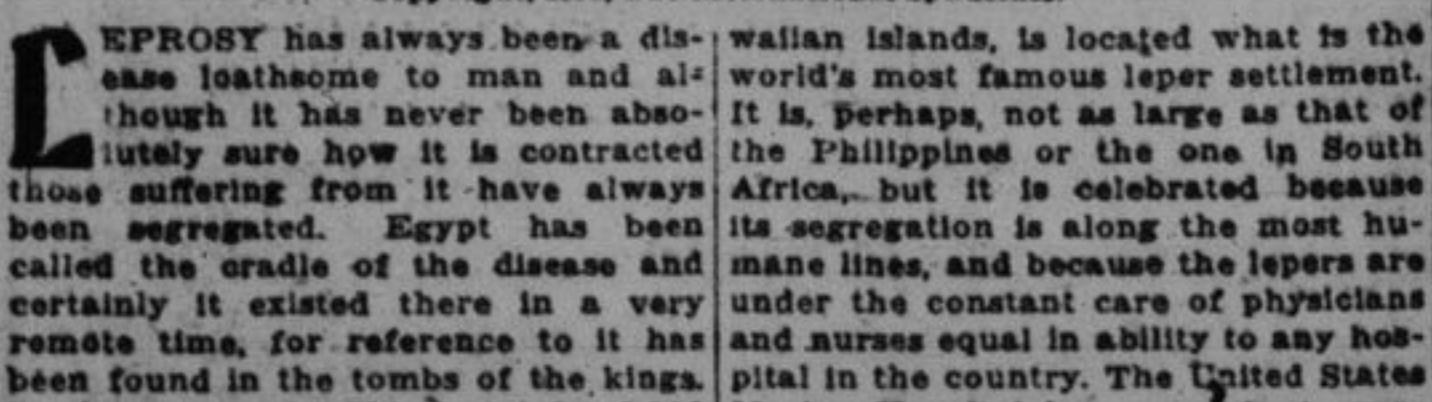 LEPROSY has always been a dis-
ease loathsome to man and al-
though it has never been abso-
lutely sure how it is contracted
those suffering from it have always
been segregated. Egypt has been
called the cradle of the disease and
certainly it existed there in a very
remote time, for reference to it has
been found in the tombs of the kings.
waiian Islands, is located what is the
world's most famous leper settlement.
It is, perhaps, not as large as that of
the Philippines or the one in South
Africa, but it is celebrated because
its segregation is along the most hu-
mane lines, and because the lepers are
under the constant care of physicians
and nurses equal in ability to any hos-
pital in the country. The United States